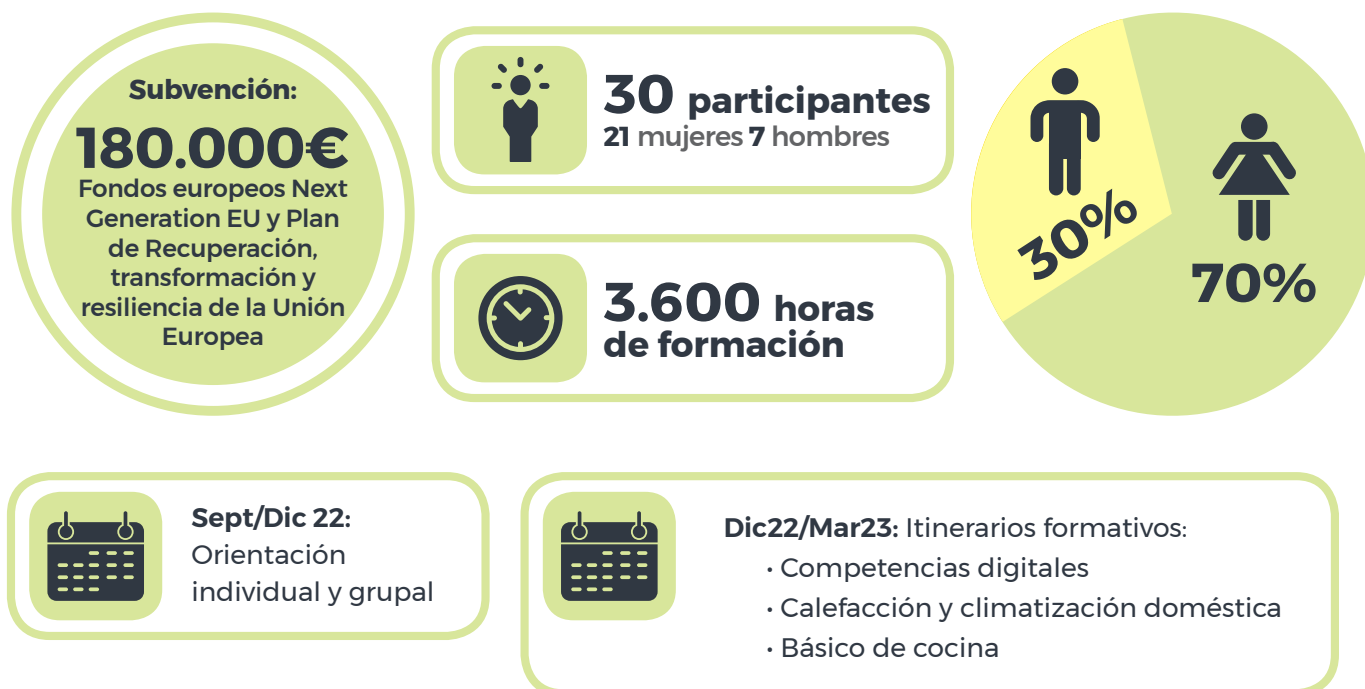 Subvención:
180.000€
Fondos europeos Next
Generation EU y Plan
de Recuperación,
transformación y
resiliencia de la Unión
Europea
30 participantes
21 mujeres 7 hombres
3.600 horas
de formación
30%
70%
Sept/Dic 22:
Orientación
individual y grupal
Dic22/Mar23: Itinerarios formativos:
· Competencias digitales
· Calefacción y climatización doméstica
· Básico de cocina